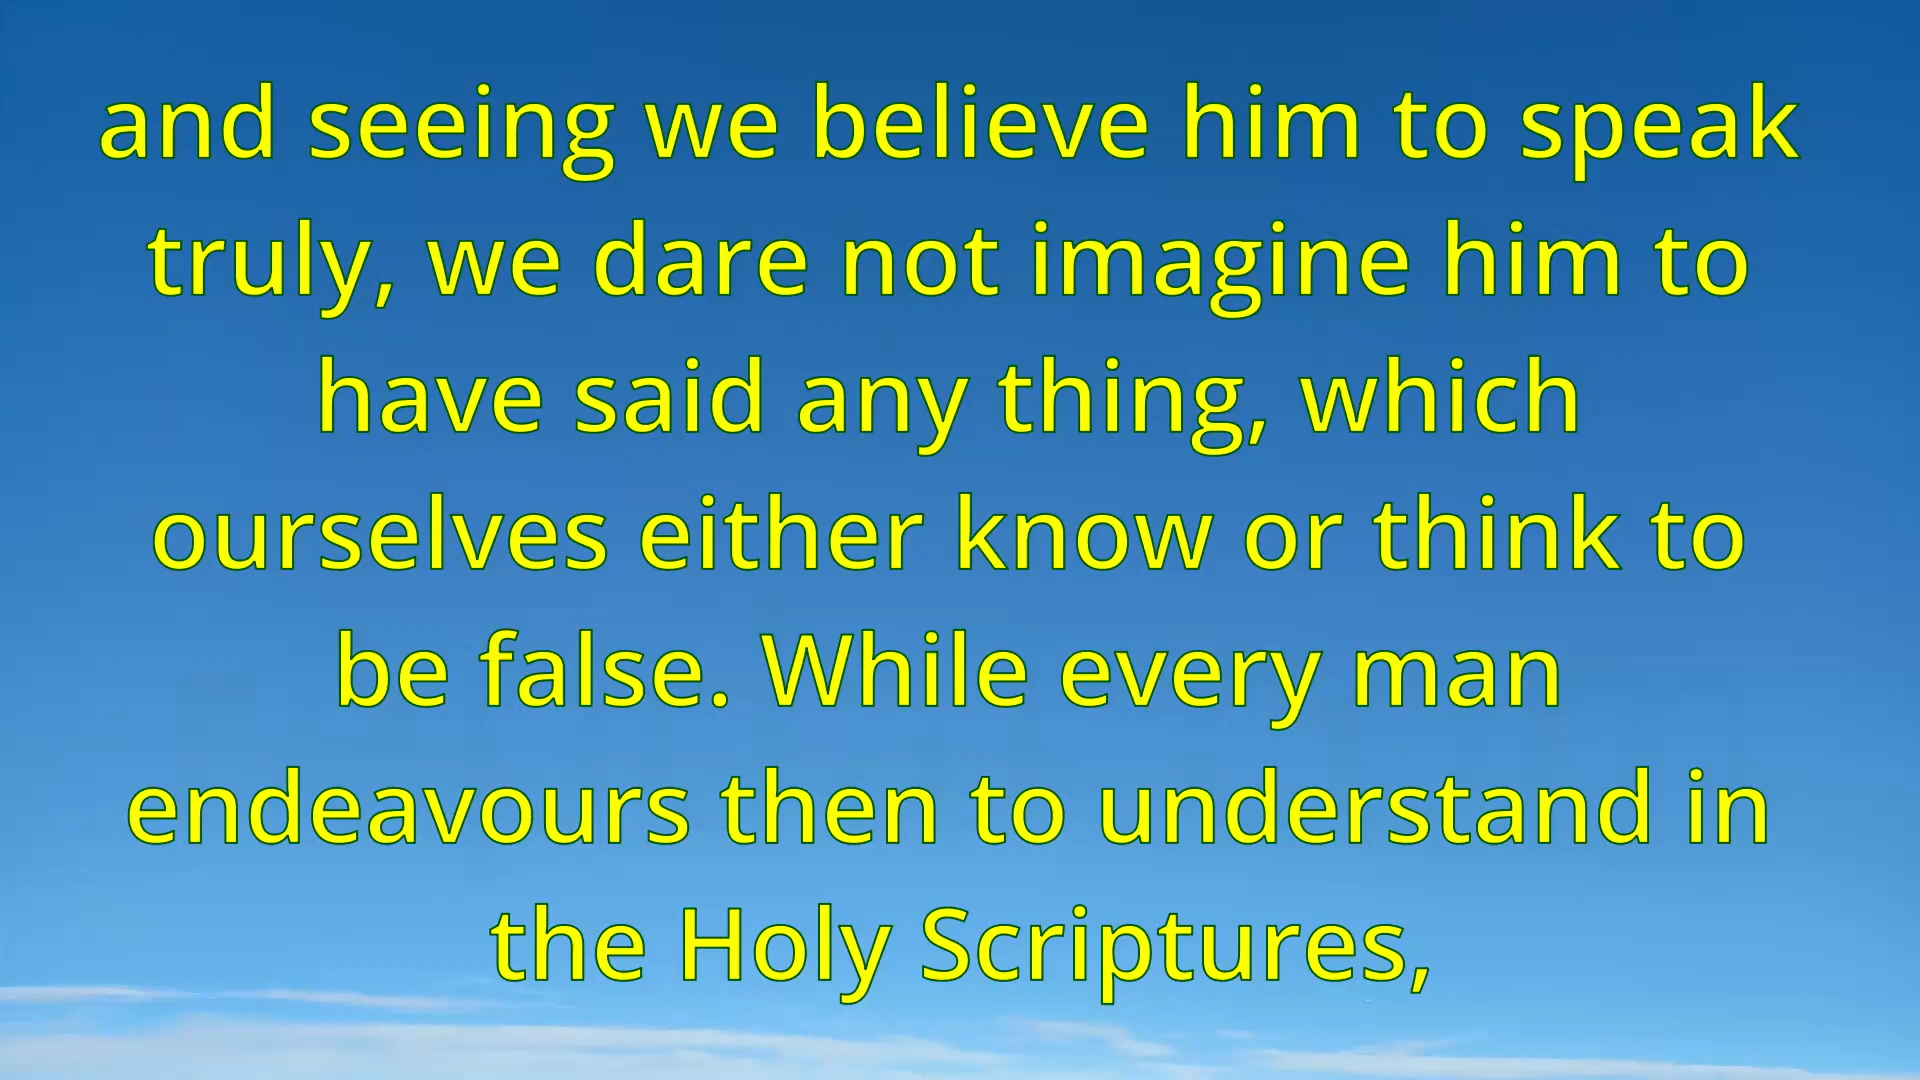 and seeing we believe him to speak
truly, we dare not imagine him to
have said any thing, which
ourselves either know or think to
be false. While every man
endeavours then to understand in
the Holy Scriptures,